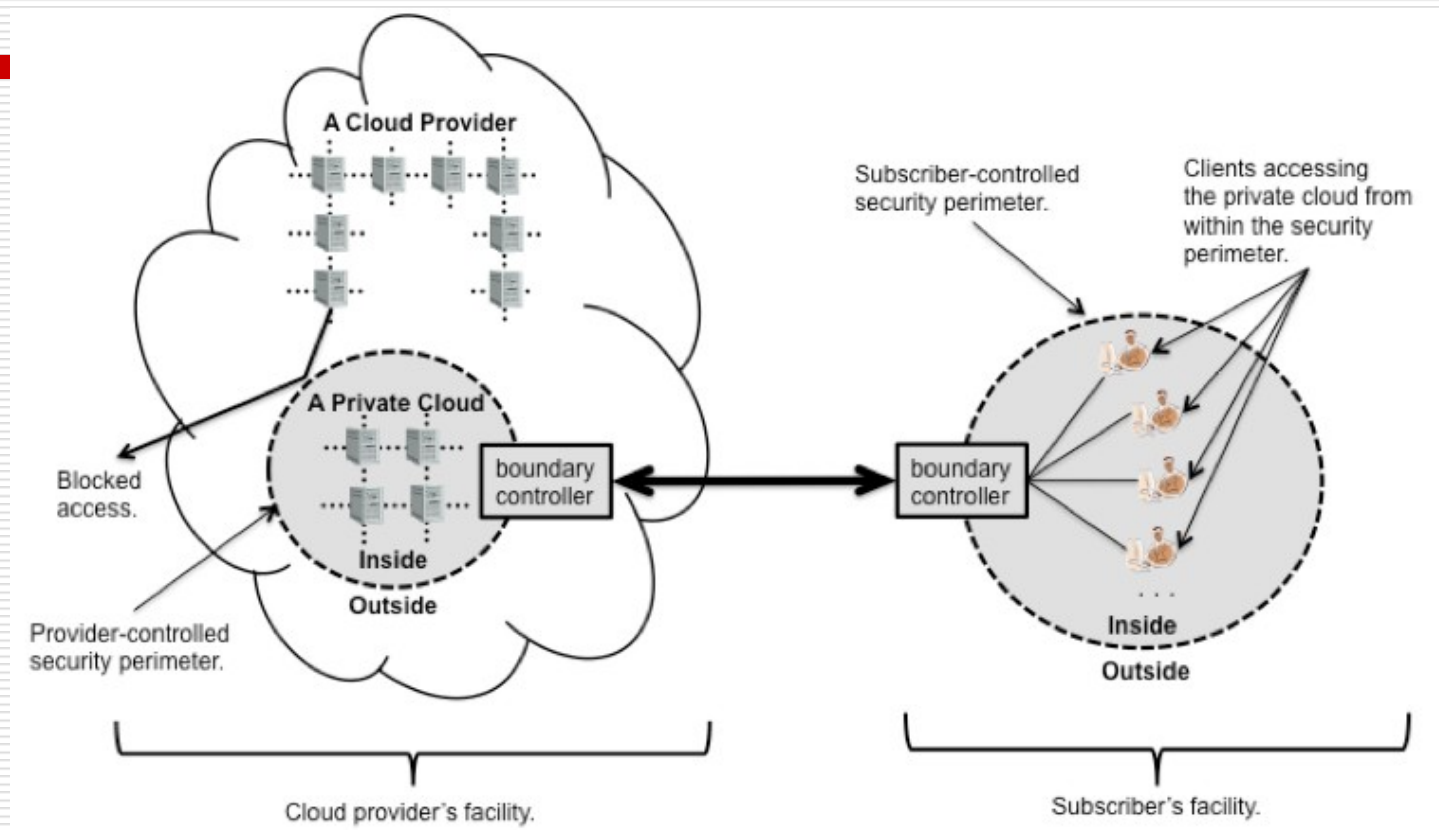 A Cloud Provider
Subscriber-controlled
security perimeter.
Clients accessing
the private cloud from
within the security
perimeter.
A Private Cloud
boundary
controller
boundary
controller
Blocked
access.
Inside
Outside
Provider-controlled
security perimeter.
. . .
Inside
Outside
Cloud provider's facility.
Subscriber's facility.